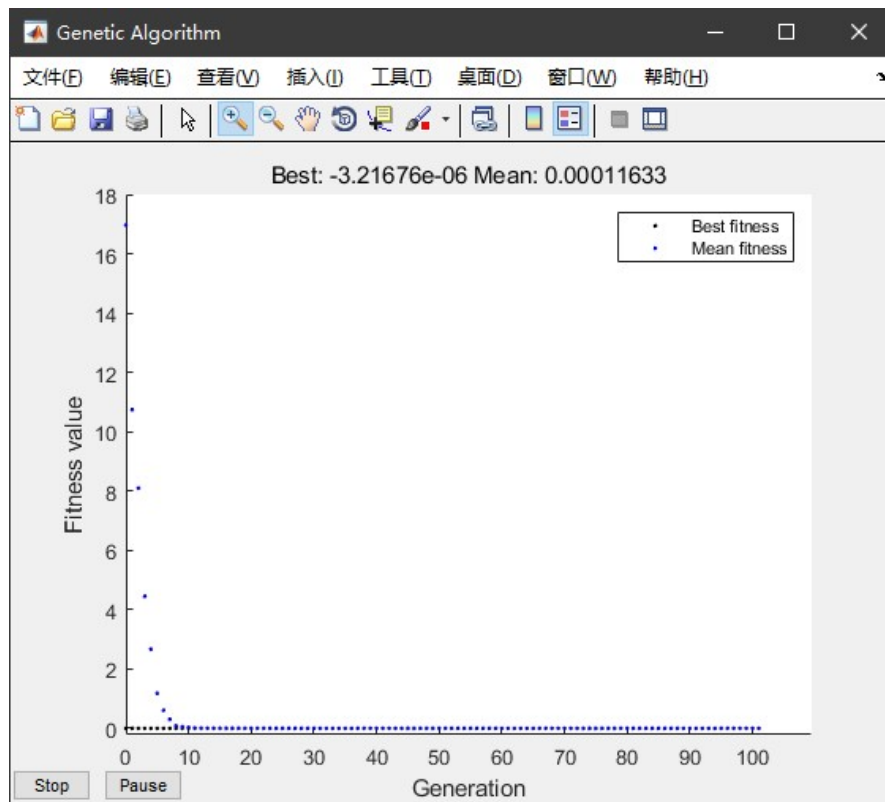 Genetic Algorithm
文件(F) 编辑(E) 查看(V) 插入(I) 工具(T) 桌面(D) 窗口(W) 帮助(H)
Best: -3.21676e-06 Mean: 0.00011633
Best fitness
Mean fitness
Fitness value
18
16
14
12
10
8
6
4
2
0
0 10 20 30 40 50 60 70 80 90 100
Generation
Stop Pause